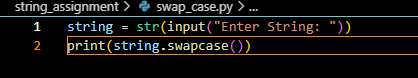 string_assignment > swap_case.py > ...
1 string = str(input("Enter String: "))
2 print(string.swapcase())